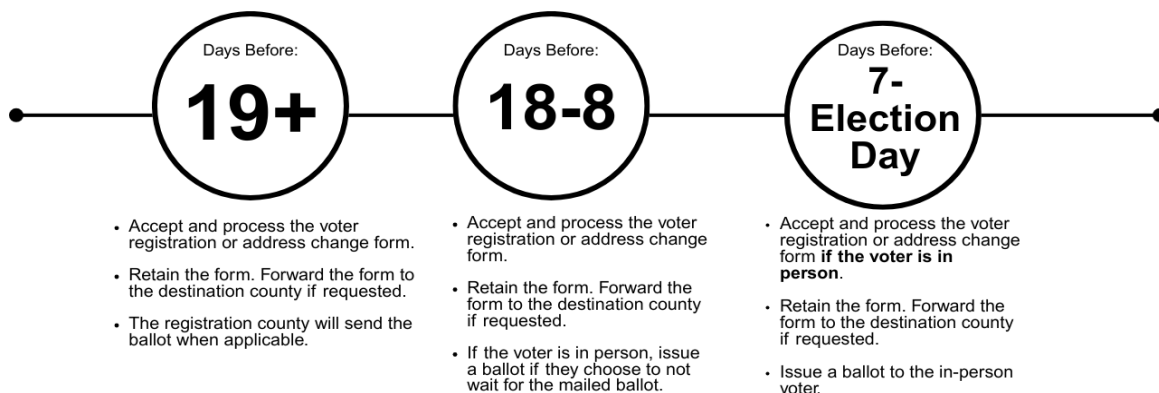 Days Before:
19+
• Accept and process the voter
registration or address change form.
• Retain the form. Forward the form to
the destination county if requested.
• The registration county will send the
ballot when applicable.
Days Before:
18-8
• Accept and process the voter
registration or address change
form.
• Retain the form. Forward the
form to the destination county
if requested.
• If the voter is in person, issue
a ballot if they choose to not
wait for the mailed ballot.
Days Before:
7-
Election
Day
• Accept and process the voter
registration or address change
form if the voter is in
person.
• Retain the form. Forward the
form to the destination county
if requested.
• Issue a ballot to the in-person
voter.